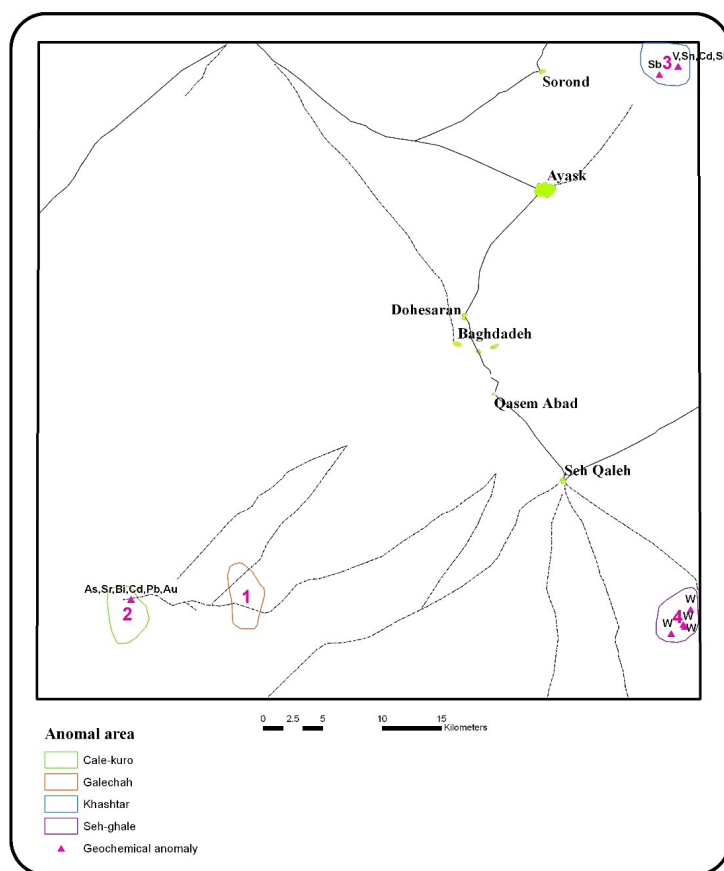 V,Sn,Cd,S
Sb
3
Sorond
Ayask
Dohesaran
Baghdadeh
Qasem Abad
Seh Qaleh
As,Sr,Bi,Cd,Pb,Au
2
1
W
W
4
W
W
0 2.5 5 10 15
Kilometers
Anomal area
Cale-kuro
Galechah
Khashtar
Seh-ghale
Geochemical anomaly